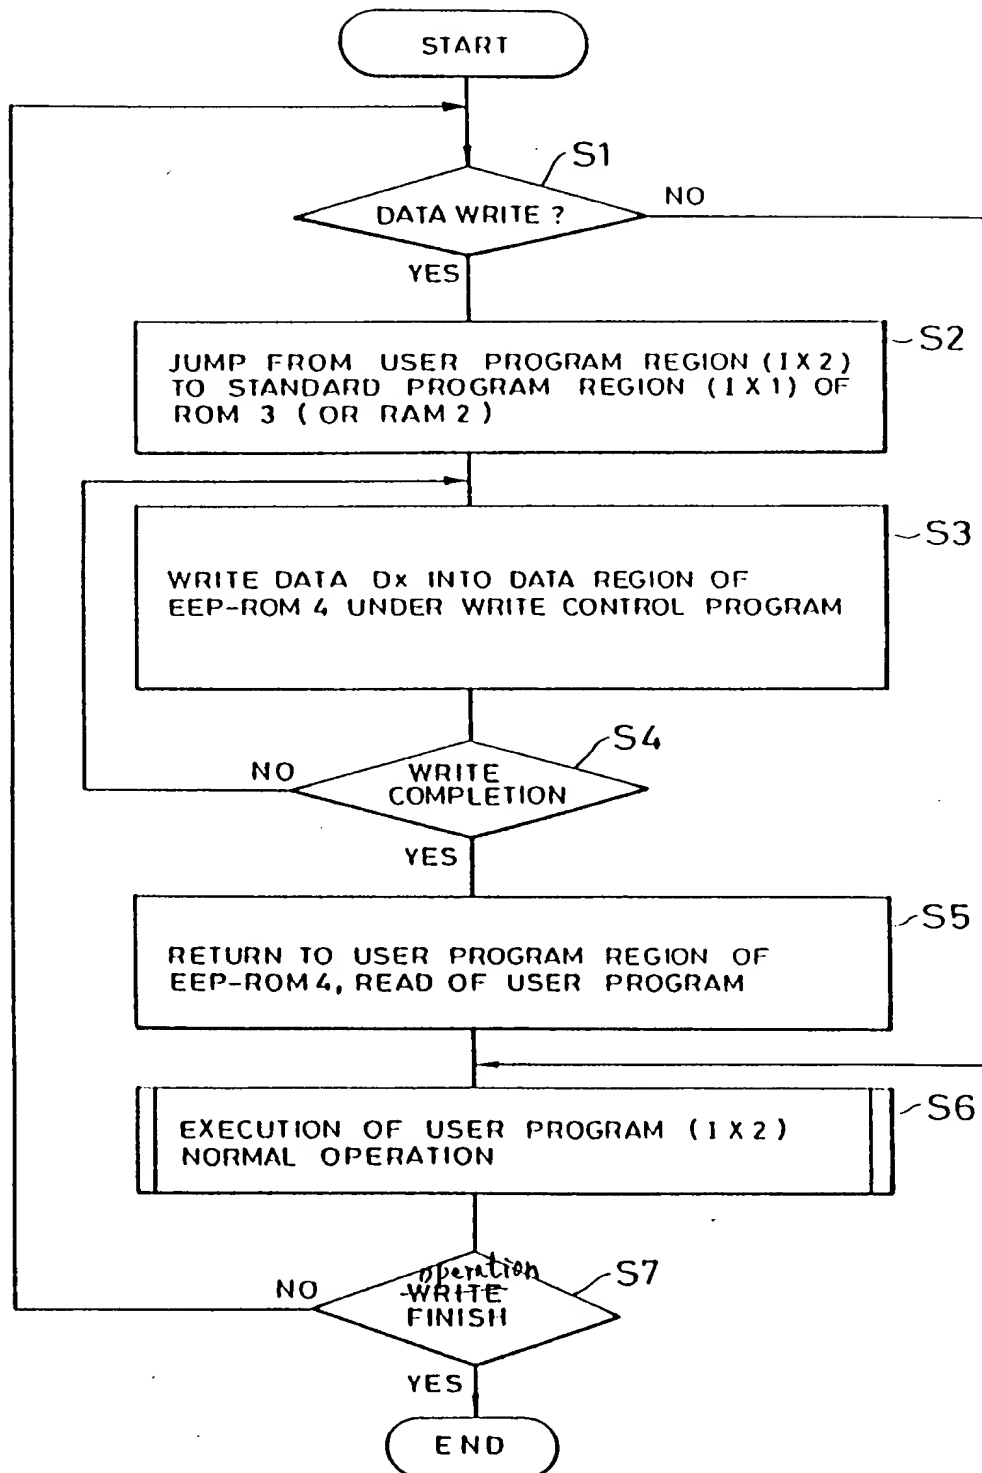 START
S1
DATA WRITE ?
NO
YES
S2
JUMP FROM USER PROGRAM REGION (IX2)
TO STANDARD PROGRAM REGION (IX1) OF
ROM 3 (OR RAM 2)
S3
WRITE DATA Dx INTO DATA REGION OF
EEP-ROM 4 UNDER WRITE CONTROL PROGRAM
S4
NO
WRITE
COMPLETION
YES
S5
RETURN TO USER PROGRAM REGION OF
EEP-ROM 4, READ OF USER PROGRAM
S6
EXECUTION OF USER PROGRAM (IX2)
NORMAL OPERATION
S7
NO
operation
WRITE
FINISH
YES
END